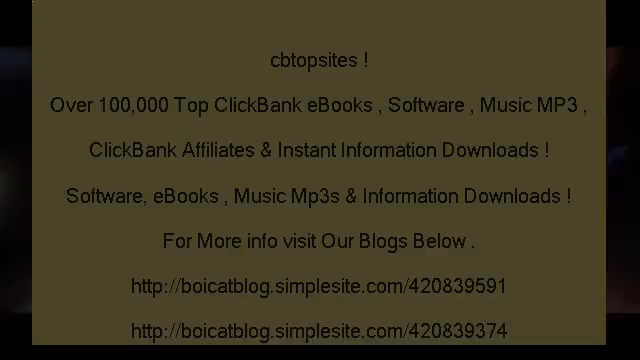 cbtopsites !
Over 100,000 Top ClickBank eBooks , Software , Music MP3 ,
ClickBank Affiliates & Instant Information Downloads !
Software, eBooks , Music Mp3s & Information Downloads !
For More info visit Our Blogs Below .
http://boicatblog.simplesite.com/420839591
http://boicatblog.simplesite.com/420839374